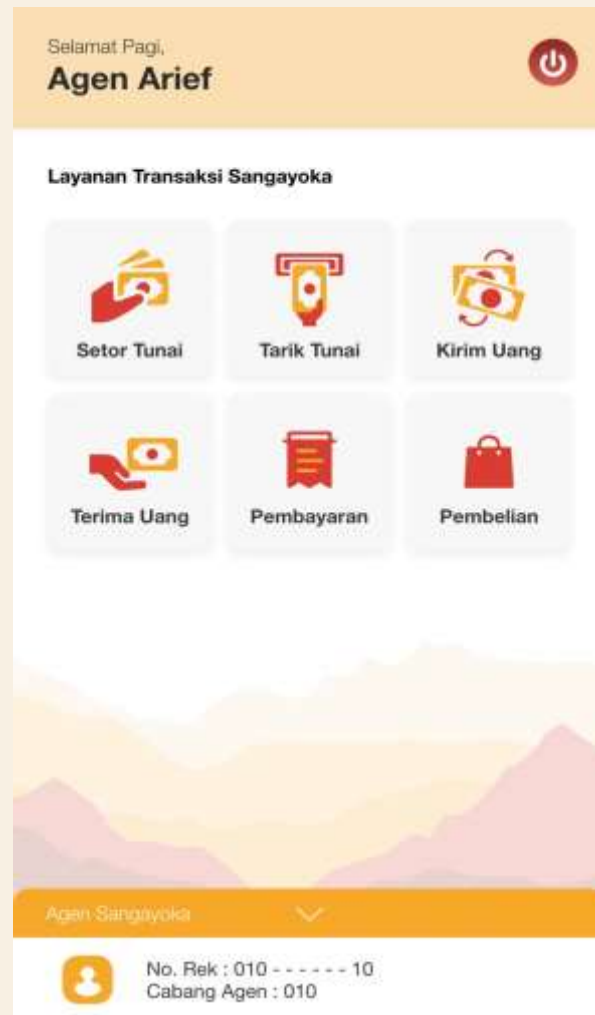 Selamat Pagi,
Agen Arief
Layanan Transaksi Sangayoka
Setor Tunai
Tarik Tunai
Kirim Uang
Terima Uang
Pembayaran
Pembelian
Agen Sangayoka
No. Rek : 010 - - - - - - 10
Cabang Agen : 010